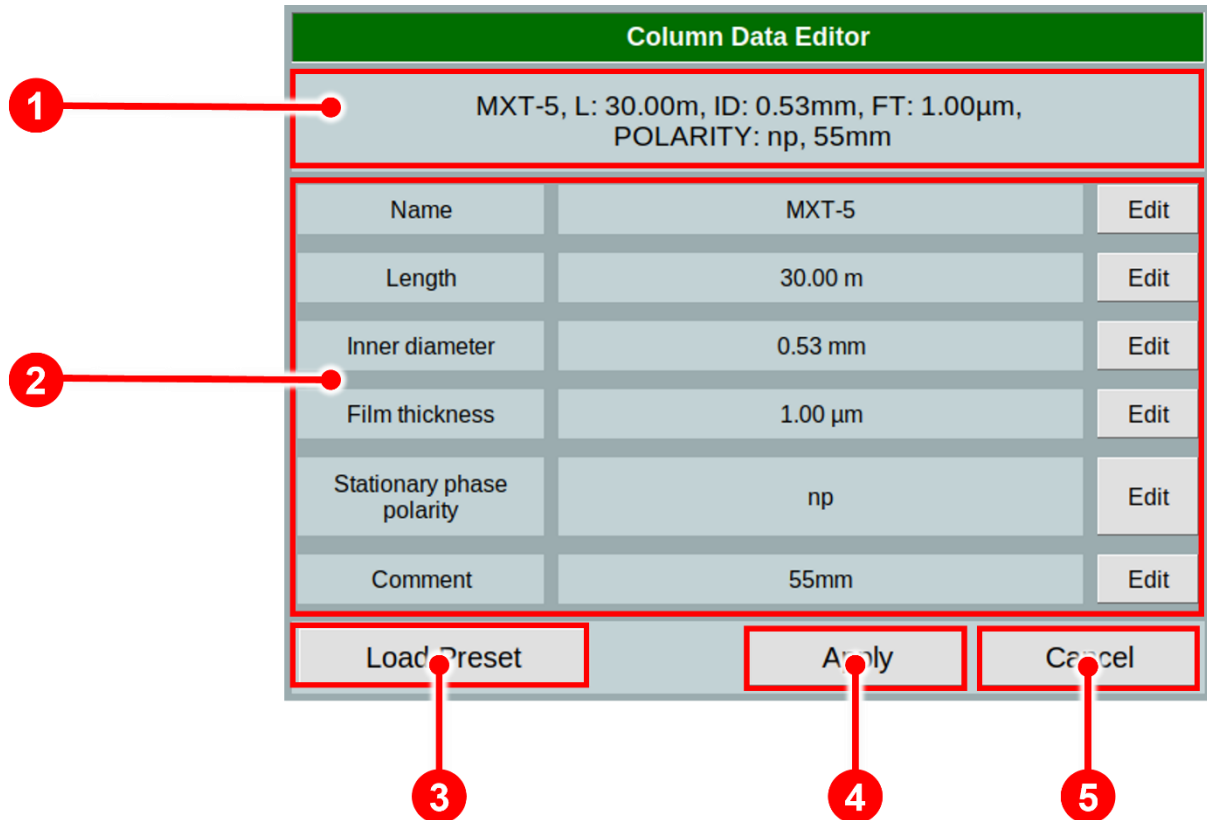 Column Data Editor
1
MXT-5, L: 30.00m, ID: 0.53mm, FT: 1.00µm,
POLARITY: np, 55mm
Name MXT-5 Edit
Length 30.00 m Edit
Inner diameter 0.53 mm Edit
2
Film thickness 1.00 µm Edit
Stationary phase
polarity np Edit
Comment 55mm Edit
Load Preset Apply Cancel
3 4 5